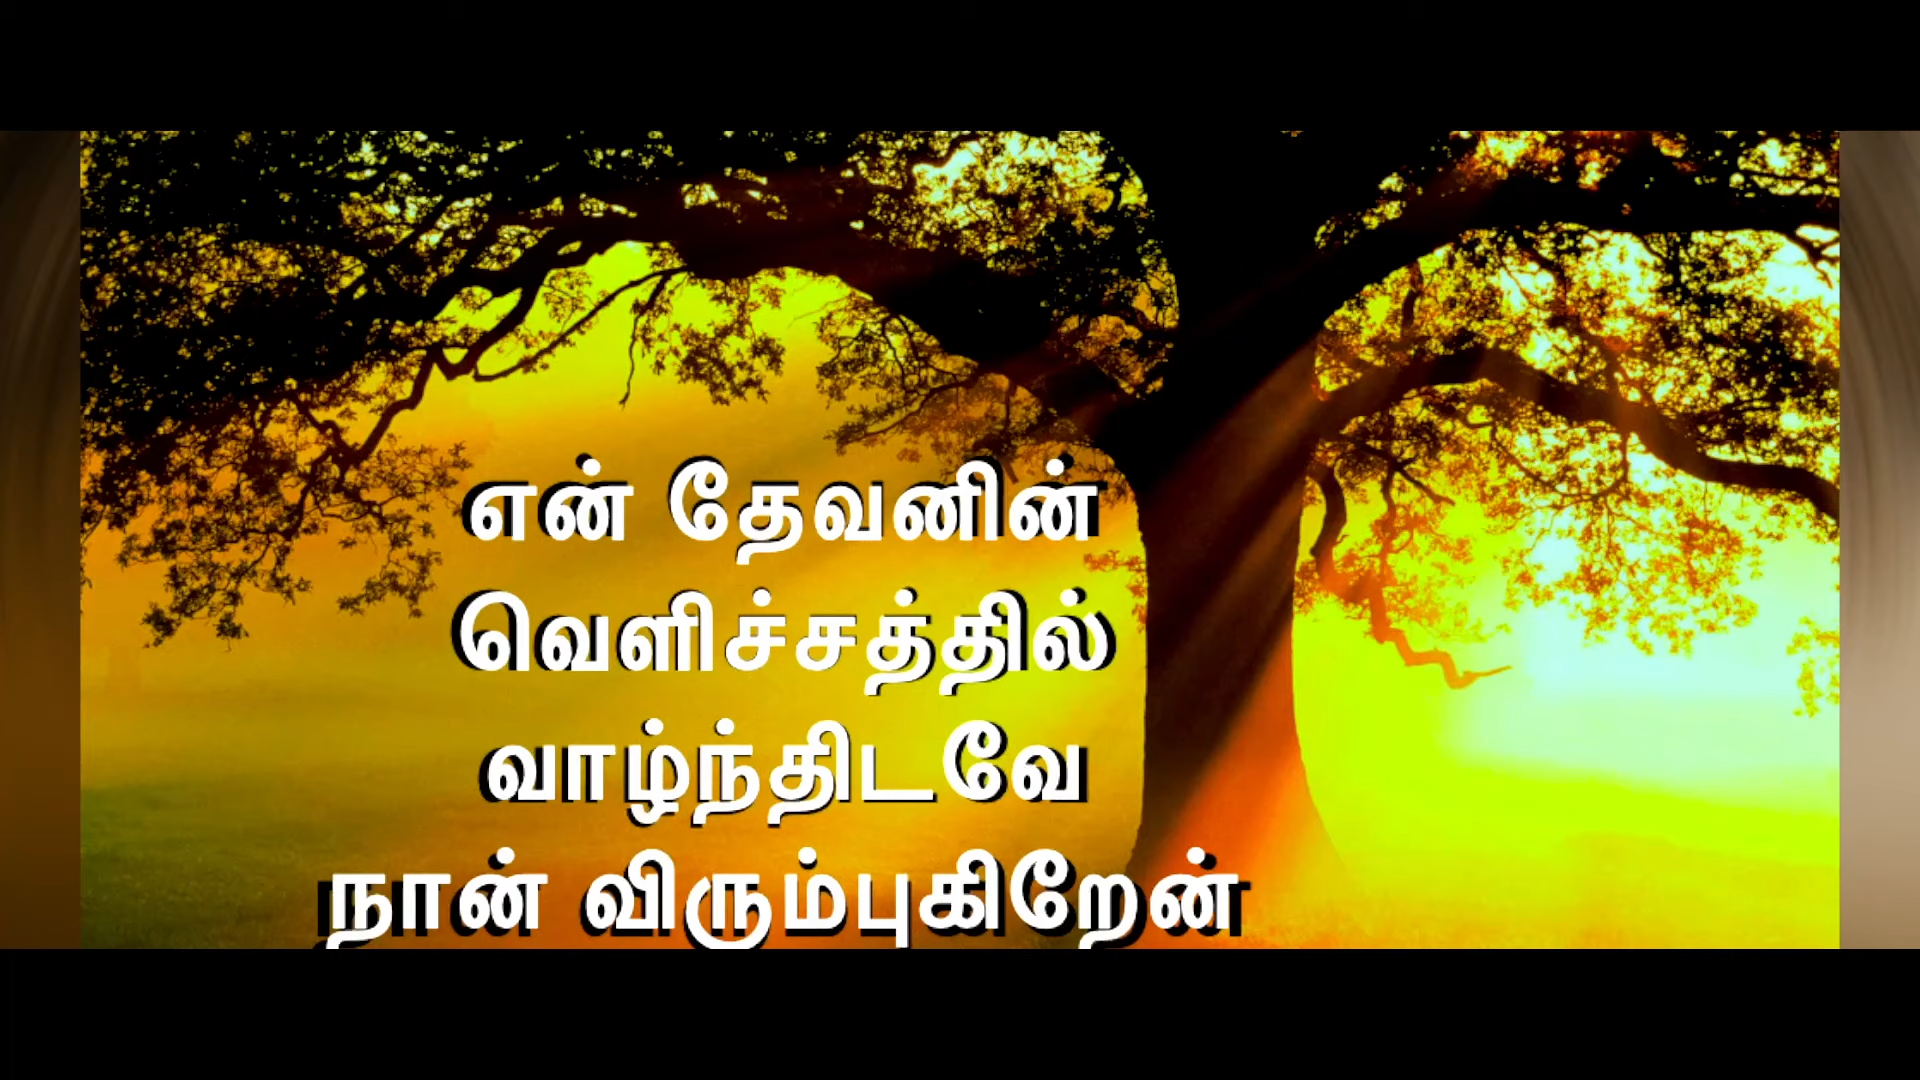 என் தேவனின்
வெளிச்சத்தில்
வாழ்ந்திடவே
நான் விரும்புகிறேன்